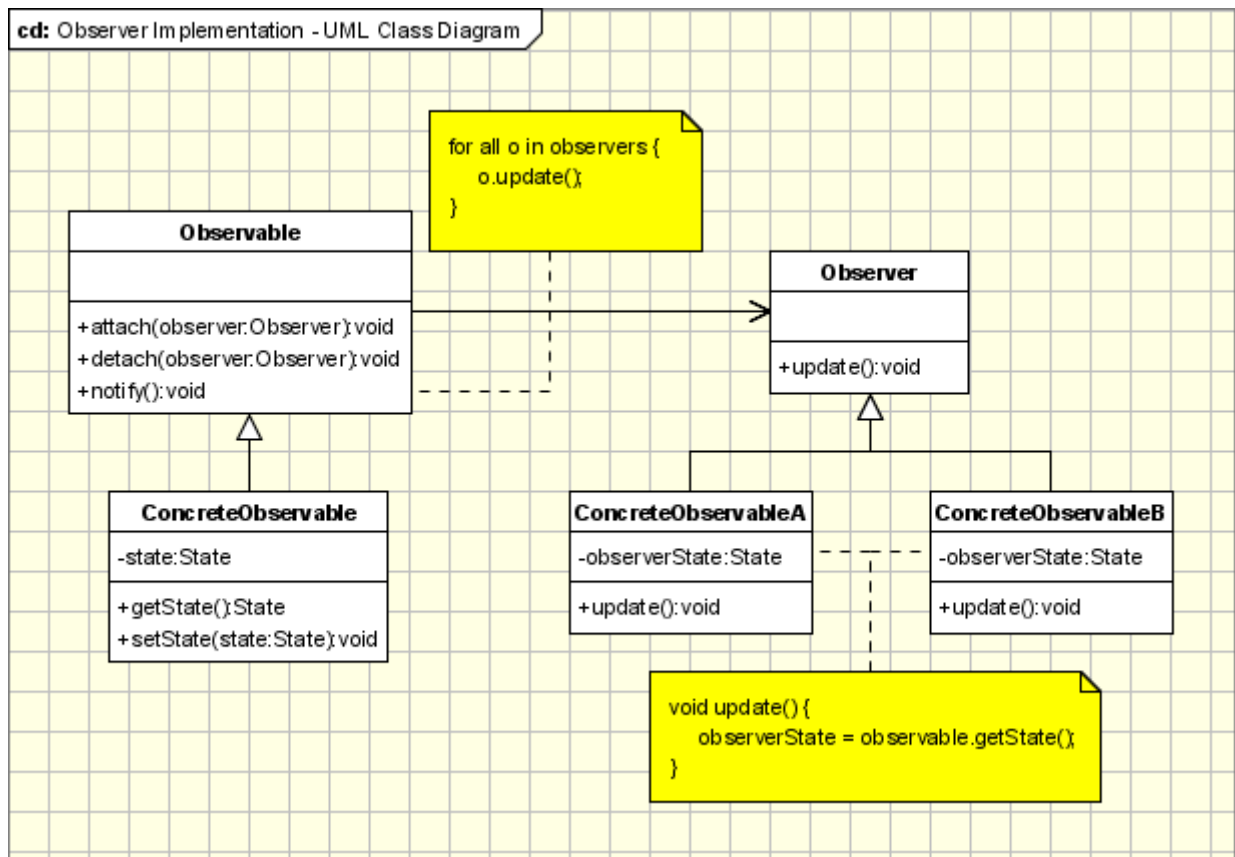 cd: Observer Implementation - UML Class Diagram
for all o in observers {
o.update();
}
Observable
+attach(observer:Observer):void
+detach(observer:Observer):void
+notify():void
Observer
+update():void
ConcreteObservable
-state:State
+getState():State
+setState(state:State):void
ConcreteObservableA
-observerState:State
+update():void
ConcreteObservableB
-observerState:State
+update():void
void update() {
observerState = observable.getState();
}